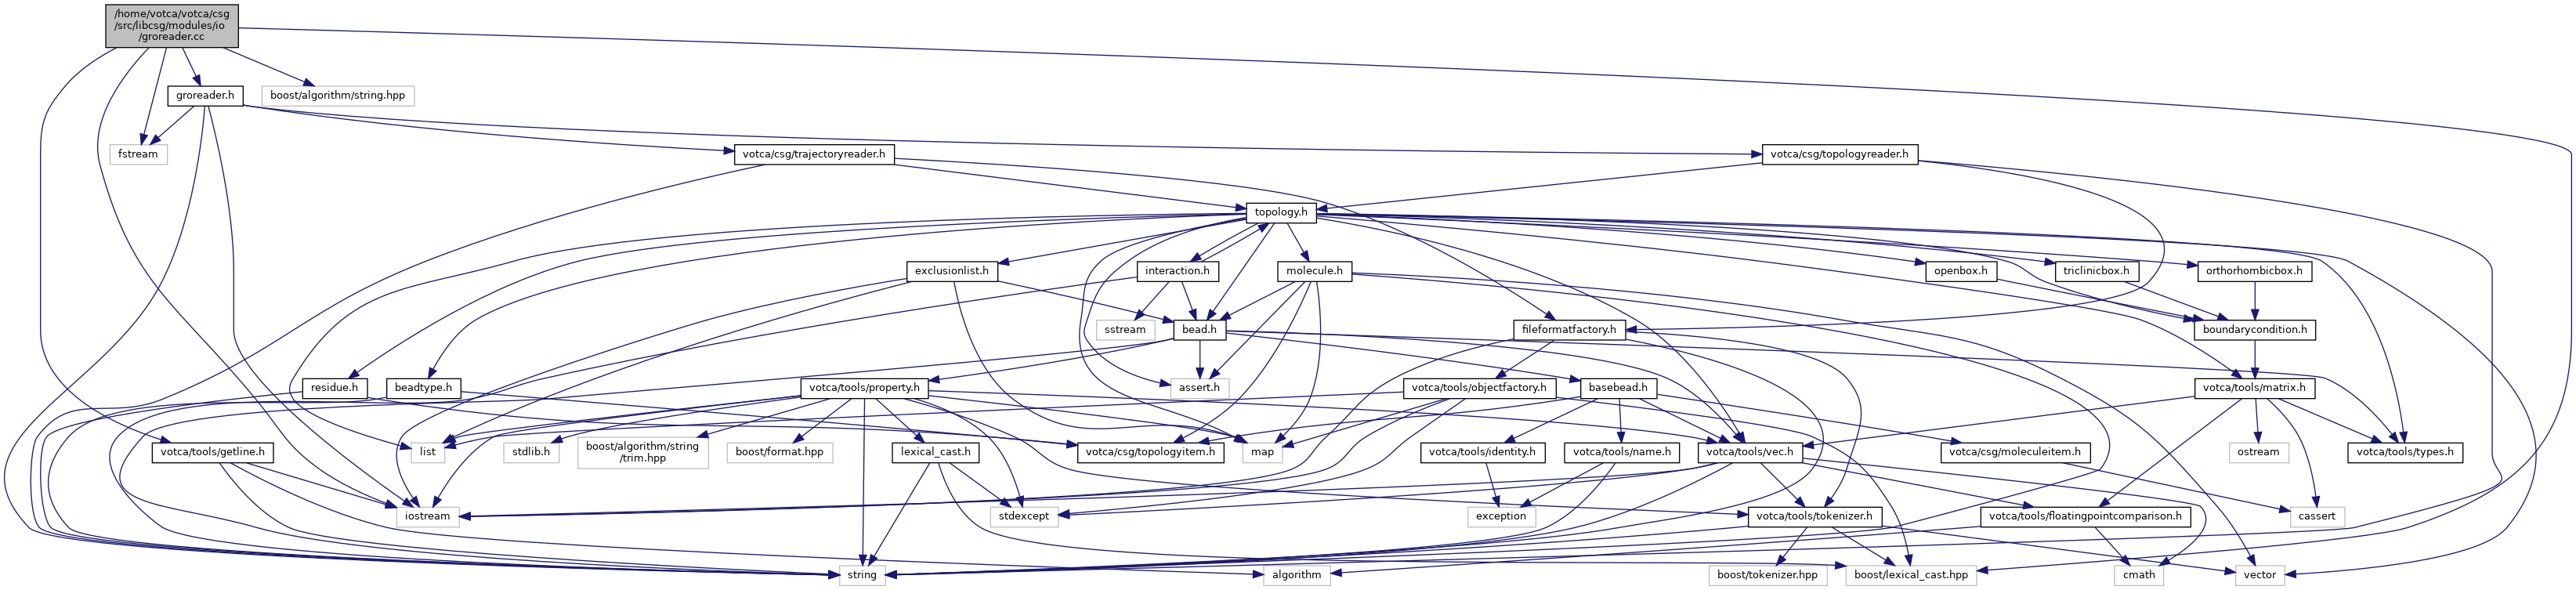 /home/votca/votca/csg
/src/libcsg/modules/io
/groreader.cc
groreader.h
boost/algorithm/string.hpp
fstream
votca/csg/trajectoryreader.h
votca/csg/topologyreader.h
topology.h
exclusionlist.h
interaction.h
molecule.h
openbox.h
triclinicbox.h
orthorhombicbox.h
sstream
bead.h
fileformatfactory.h
boundarycondition.h
residue.h
beadtype.h
votca/tools/property.h
assert.h
votca/tools/objectfactory.h
basebead.h
votca/tools/matrix.h
votca/tools/getline.h
list
stdlib.h
boost/algorithm/string
/trim.hpp
boost/format.hpp
lexical_cast.h
votca/csg/topologyitem.h
map
votca/tools/identity.h
votca/tools/name.h
votca/tools/vec.h
votca/csg/moleculeitem.h
ostream
votca/tools/types.h
iostream
stdexcept
exception
votca/tools/tokenizer.h
votca/tools/floatingpointcomparison.h
cassert
string
algorithm
boost/tokenizer.hpp
boost/lexical_cast.hpp
cmath
vector